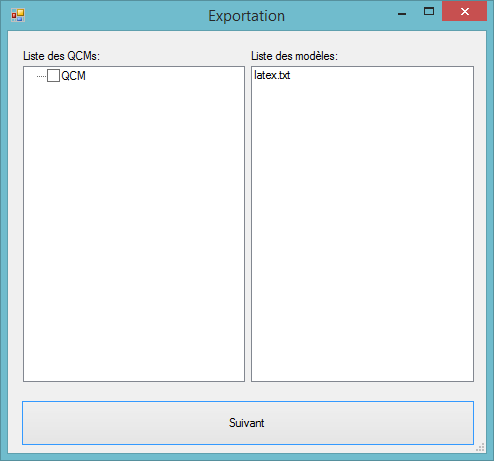 Exportation
Liste des QCMs:
Liste des modèles:
QCM
latex.txt
Suivant